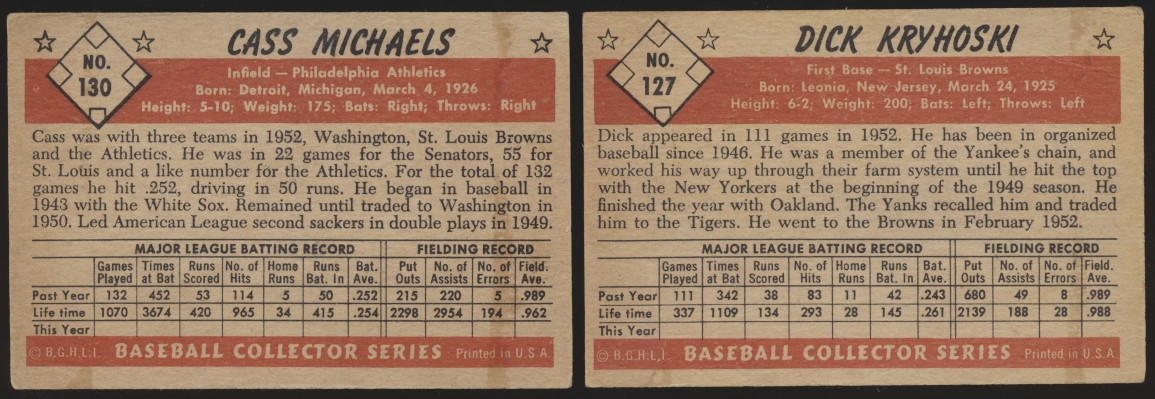 NO.
130
CASS MICHAELS
Infield — Philadelphia Athletics
Born: Detroit, Michigan, March 4, 1926
Height: 5-10; Weight: 175; Bats: Right; Throws: Right
Cass was with three teams in 1952, Washington, St. Louis Browns
and the Athletics. He was in 22 games for the Senators, 55 for
St. Louis and a like number for the Athletics. For the total of 132
games he hit .252, driving in 50 runs. He began in baseball in
1943 with the White Sox. Remained until traded to Washington in
1950. Led American League second sackers in double plays in 1949.
MAJOR LEAGUE BATTING RECORD FIELDING RECORD
Games Times Runs No. of Home Runs Bat. Put No. of No. of Field.
Played at Bat Scored Hits Runs Bat. In Ave. Outs Assists Errors Ave.
Past Year 132 452 53 114 5 50 .252 215 220 5 .989
Life time 1070 3674 420 965 34 415 .254 2298 2954 194 .962
This Year
© B.G.H.L.I. BASEBALL COLLECTOR SERIES Printed in U.S.A.
NO.
127
DICK KRYHOSKI
First Base — St. Louis Browns
Born: Leonia, New Jersey, March 24, 1925
Height: 6-2; Weight: 200; Bats: Left; Throws: Left
Dick appeared in 111 games in 1952. He has been in organized
baseball since 1946. He was a member of the Yankee's chain, and
worked his way up through their farm system until he hit the top
with the New Yorkers at the beginning of the 1949 season. He
finished the year with Oakland. The Yanks recalled him and traded
him to the Tigers. He went to the Browns in February 1952.
MAJOR LEAGUE BATTING RECORD FIELDING RECORD
Games Times Runs No. of Home Runs Bat. Put No. of No. of Field.
Played at Bat Scored Hits Runs Bat. In Ave. Outs Assists Errors Ave.
Past Year 111 342 38 83 11 42 .243 680 49 8 .989
Life time 337 1109 134 293 28 145 .261 2139 188 28 .988
This Year
© B.G.H.L.I. BASEBALL COLLECTOR SERIES Printed in U.S.A.